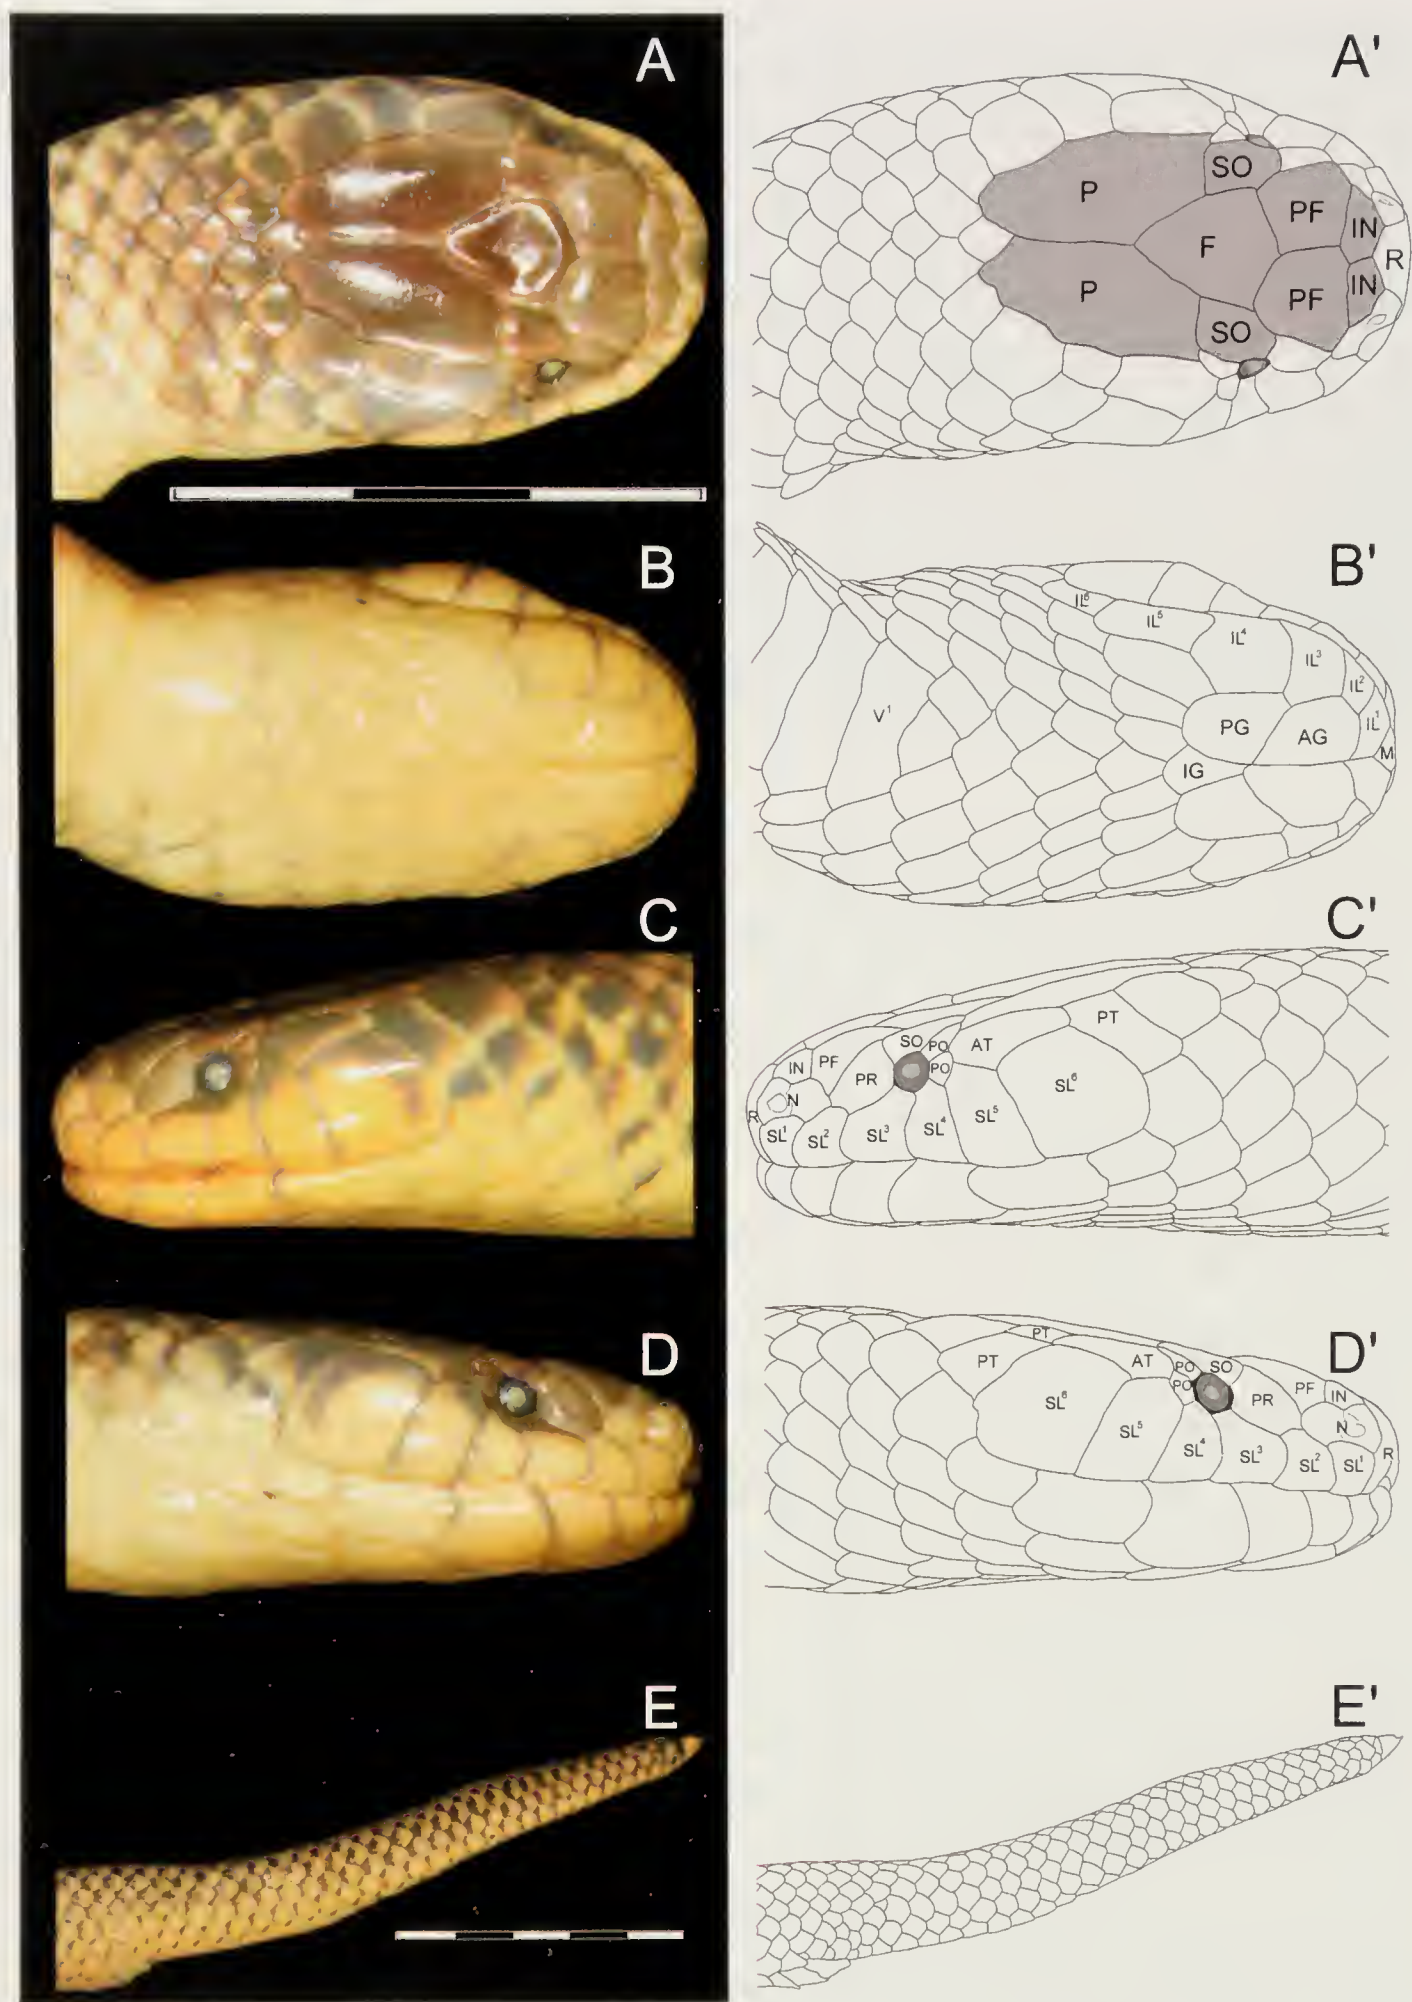 A
A'
SO
P
PF
IN
F
R
P
PF
IN
SO
B
B'
IL⁶
IL⁵
IL⁴
IL³
IL²
V¹
PG
AG
IL¹
M
IG
C
C'
PT
SO
PO
AT
IN
PF
PO
PR
SL⁶
N
R
SL¹
SL²
SL³
SL⁴
SL⁵
D
D'
PT
PT
AT
PO
SO
PO
PR
PF
IN
SL⁶
N
SL⁵
SL⁴
SL³
SL²
SL¹
R
E
E'